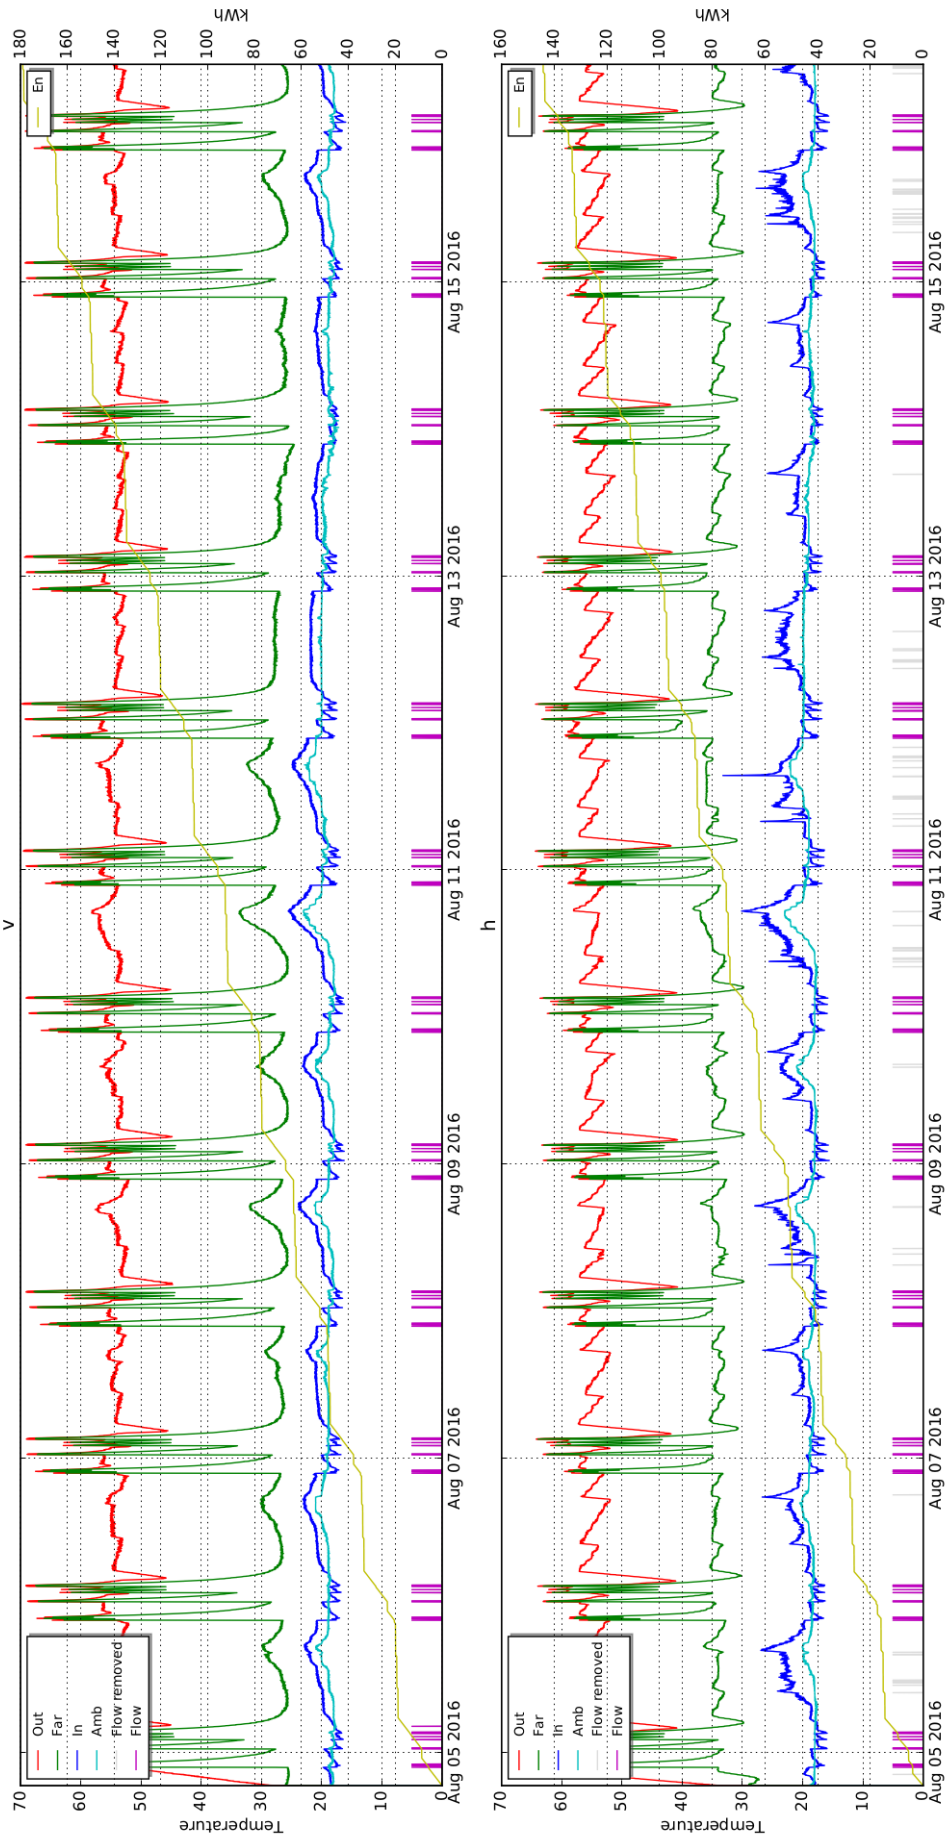 v
Temperature
80
70
60
50
40
30
20
10
0
Out
Far
In
Amb
Flow removed
Flow
En
180
160
140
120
100
80
60
40
20
0
kWh
Aug 05 2016
Aug 07 2016
Aug 09 2016
Aug 11 2016
Aug 13 2016
Aug 15 2016
h
Temperature
70
60
50
40
30
20
10
0
Out
Far
In
Amb
Flow removed
Flow
En
160
140
120
100
80
60
40
20
0
kWh
Aug 05 2016
Aug 07 2016
Aug 09 2016
Aug 11 2016
Aug 13 2016
Aug 15 2016